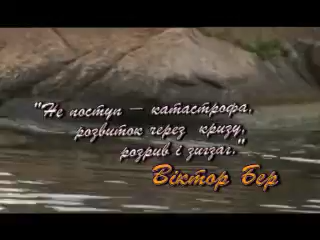 "Не поступ – катастрофа,
розвиток через кризу,
розрив і зигзаг."
Віктор Бер